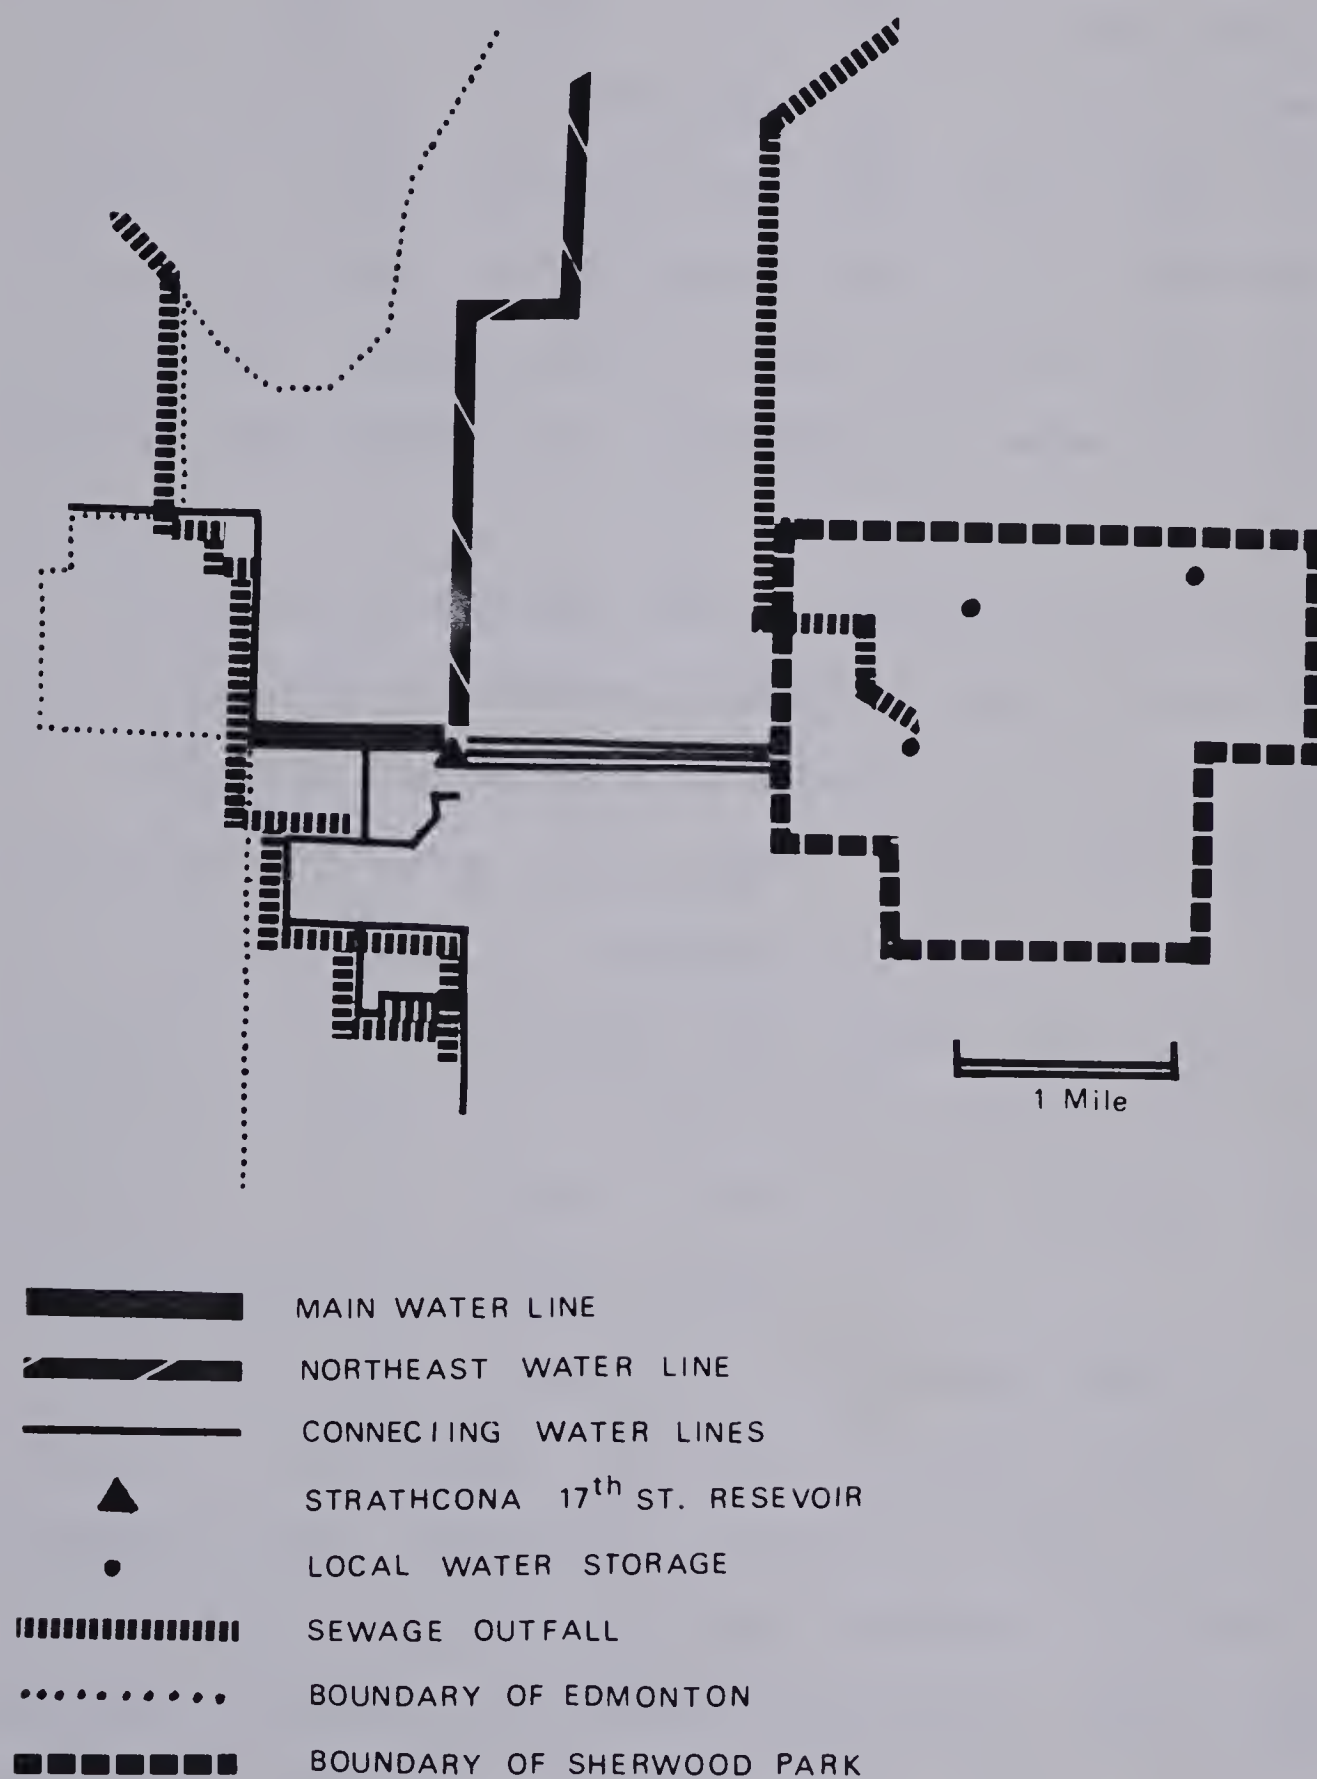 1 Mile
MAIN WATER LINE
NORTHEAST WATER LINE
CONNECIING WATER LINES
STRATHCONA 17th ST. RESEVOIR
LOCAL WATER STORAGE
SEWAGE OUTFALL
BOUNDARY OF EDMONTON
BOUNDARY OF SHERWOOD PARK